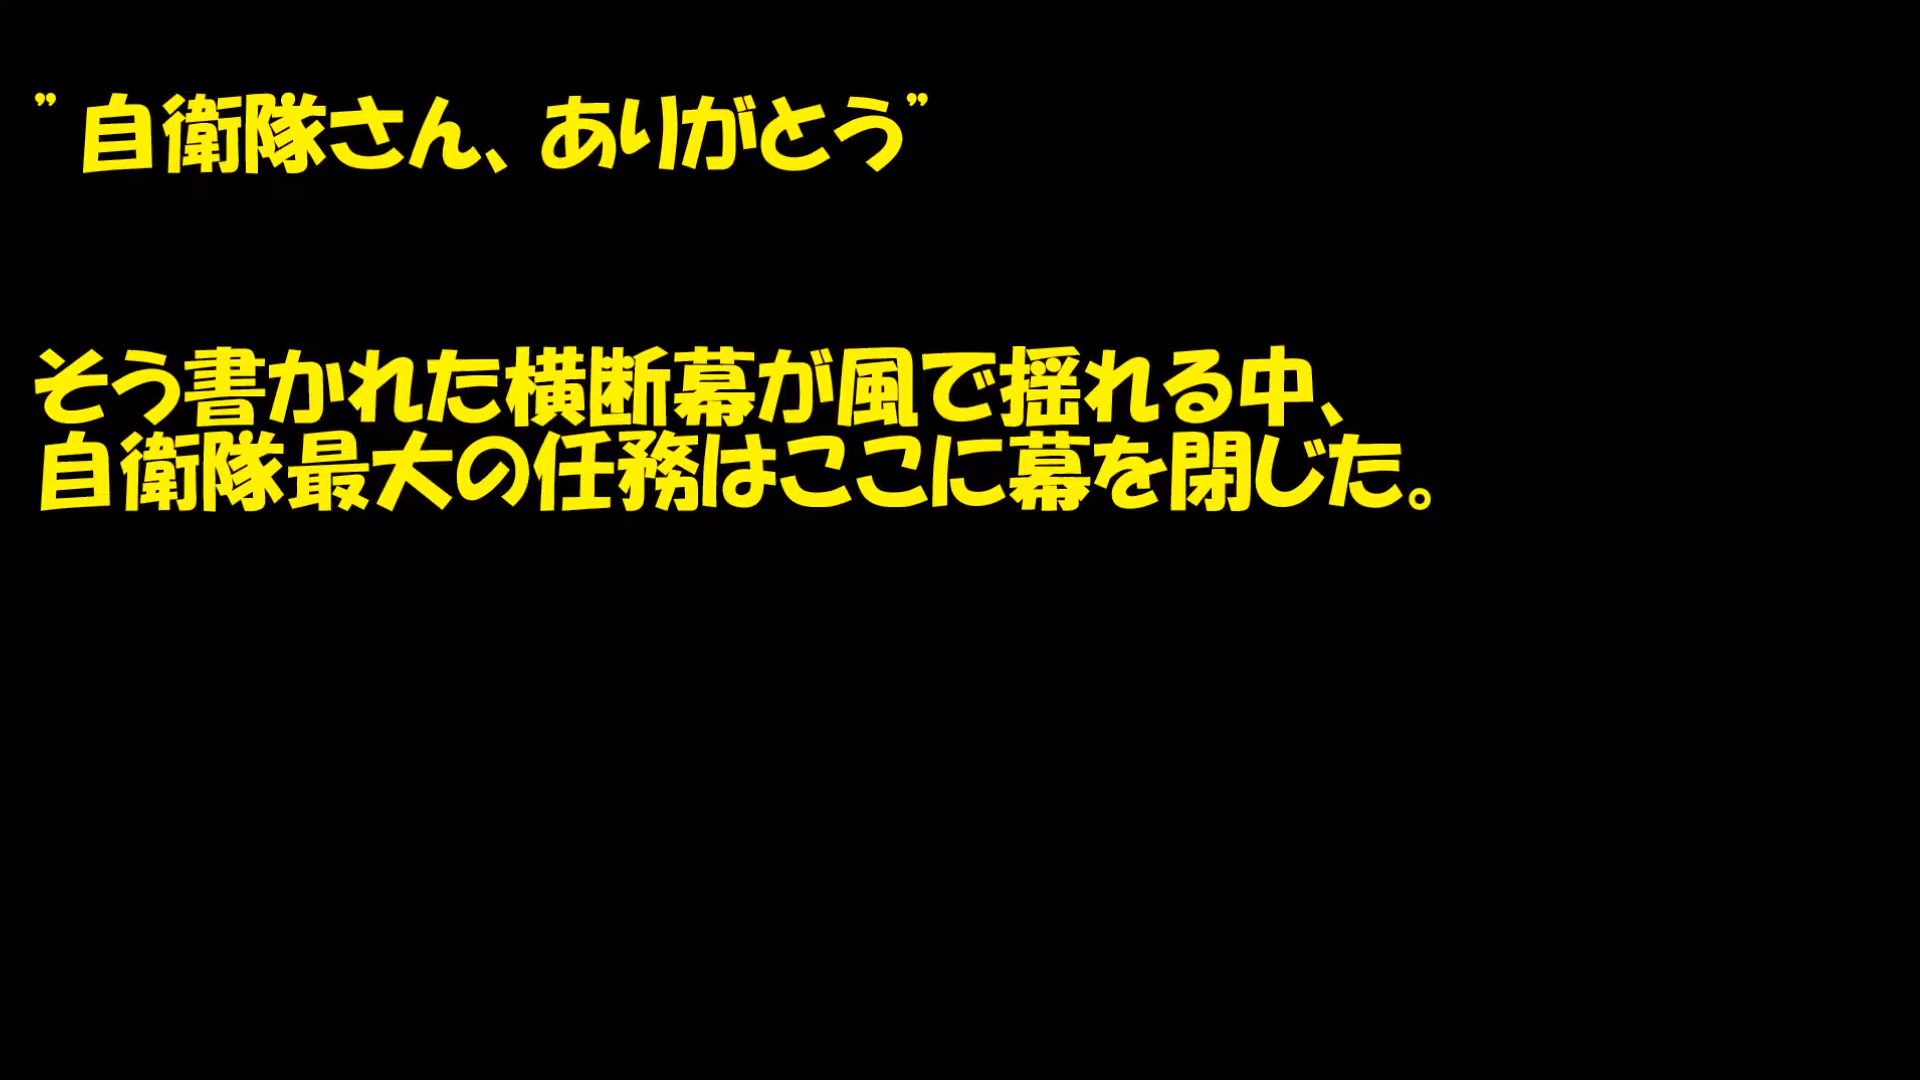 ”自衛隊さん、ありがとう”
そう書かれた横断幕が風で揺れる中、
自衛隊最大の任務はここに幕を閉じた。